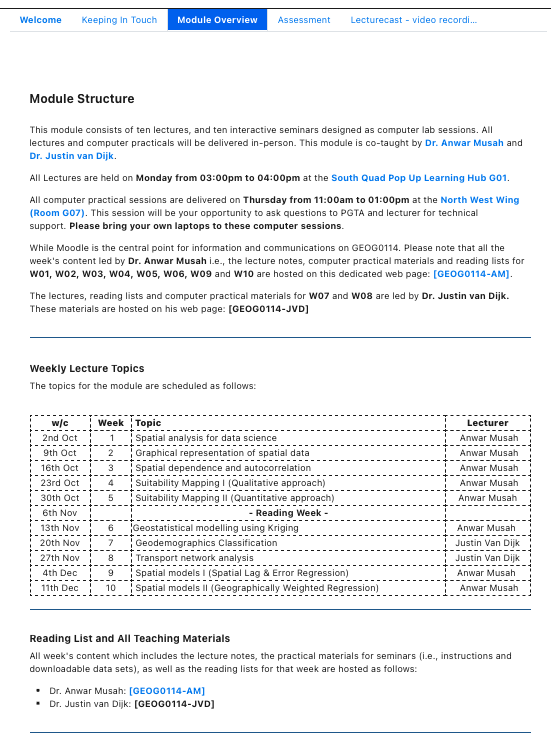 Welcome Keeping In Touch Module Overview Assessment Lecturecast - video recordi...
Module Structure
This module consists of ten lectures, and ten interactive seminars designed as computer lab sessions. All
lectures and computer practicals will be delivered in-person. This module is co-taught by Dr. Anwar Musah and
Dr. Justin van Dijk.
All Lectures are held on Monday from 03:00pm to 04:00pm at the South Quad Pop Up Learning Hub G01.
All computer practical sessions are delivered on Thursday from 11:00am to 01:00pm at the North West Wing
(Room G07). This session will be your opportunity to ask questions to PGTA and lecturer for technical
support. Please bring your own laptops to these computer sessions.
While Moodle is the central point for information and communications on GEOG0114. Please note that all the
week's content led by Dr. Anwar Musah i.e., the lecture notes, computer practical materials and reading lists for
W01, W02, W03, W04, W05, W06, W09 and W10 are hosted on this dedicated web page: [GEOG0114-AM].
The lectures, reading lists and computer practical materials for W07 and W08 are led by Dr. Justin van Dijk.
These materials are hosted on his web page: [GEOG0114-JVD]
Weekly Lecture Topics
The topics for the module are scheduled as follows:
w/c Week Topic Lecturer
2nd Oct 1 Spatial analysis for data science Anwar Musah
9th Oct 2 Graphical representation of spatial data Anwar Musah
16th Oct 3 Spatial dependence and autocorrelation Anwar Musah
23rd Oct 4 Suitability Mapping I (Qualitative approach) Anwar Musah
30th Oct 5 Suitability Mapping II (Quantitative approach) Anwar Musah
6th Nov - Reading Week -
13th Nov 6 Geostatistical modelling using Kriging Anwar Musah
20th Nov 7 Geodemographics Classification Justin Van Dijk
27th Nov 8 Transport network analysis Justin Van Dijk
4th Dec 9 Spatial models I (Spatial Lag & Error Regression) Anwar Musah
11th Dec 10 Spatial models II (Geographically Weighted Regression) Anwar Musah
Reading List and All Teaching Materials
All week's content which includes the lecture notes, the practical materials for seminars (i.e., instructions and
downloadable data sets), as well as the reading lists for that week are hosted as follows:
▪ Dr. Anwar Musah: [GEOG0114-AM]
▪ Dr. Justin van Dijk: [GEOG0114-JVD]